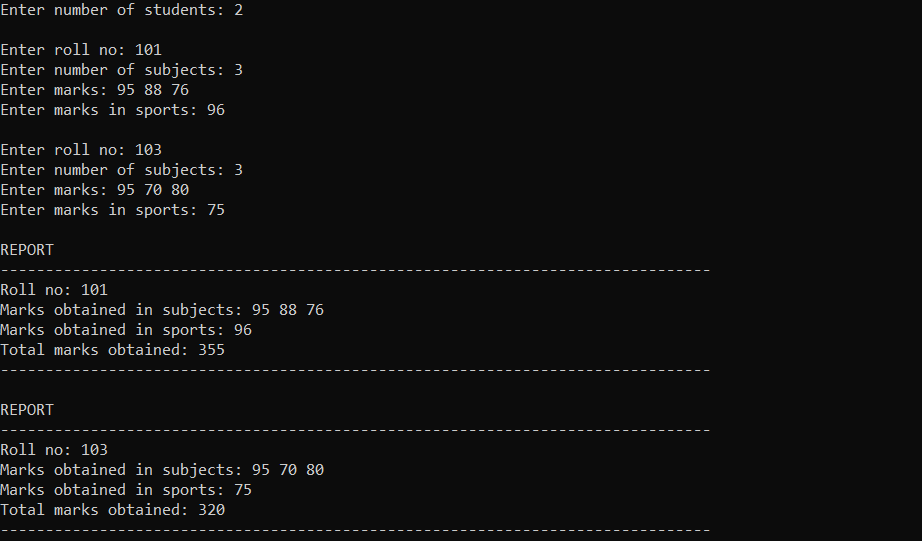 Enter number of students: 2
Enter roll no: 101
Enter number of subjects: 3
Enter marks: 95 88 76
Enter marks in sports: 96
Enter roll no: 103
Enter number of subjects: 3
Enter marks: 95 70 80
Enter marks in sports: 75
REPORT
-------------------------------------------------------------------------------
Roll no: 101
Marks obtained in subjects: 95 88 76
Marks obtained in sports: 96
Total marks obtained: 355
-------------------------------------------------------------------------------
REPORT
-------------------------------------------------------------------------------
Roll no: 103
Marks obtained in subjects: 95 70 80
Marks obtained in sports: 75
Total marks obtained: 320
-------------------------------------------------------------------------------